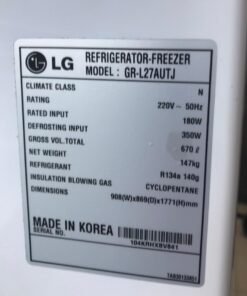 LG REFRIGERATOR-FREEZER
MODEL : GR-L27AUTJ
CLIMATE CLASS N
RATING 220V ~ 50Hz
RATED INPUT 180W
DEFROSTING INPUT 350W
GROSS VOL.TOTAL 670 ℓ
NET WEIGHT 147kg
REFRIGERANT R134a 140g
INSULATION BLOWING GAS CYCLOPENTANE
DIMENSIONS 908(W)x869(D)x1771(H)mm
MADE IN KOREA
SERIAL NO.